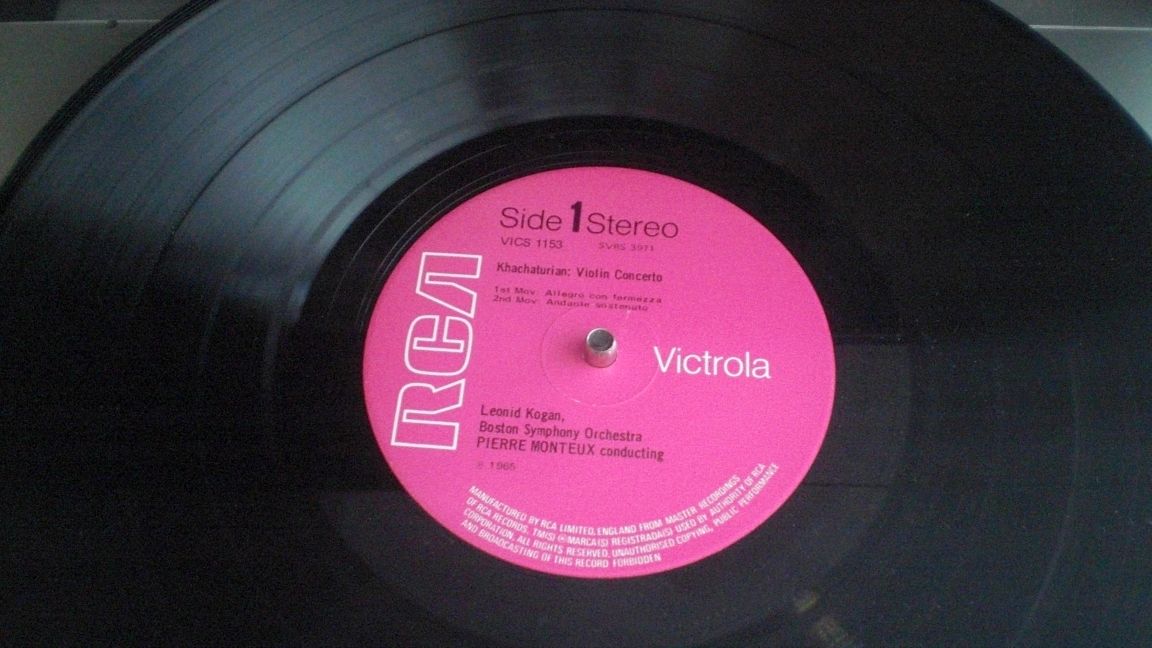 Side 1 Stereo
VICS 1153 SVRS 3971
Khachaturian: Violin Concerto
1st Mov: Allegro con fermezza
2nd Mov: Andante sostenuto
RCA
Victrola
Leonid Kogan,
Boston Symphony Orchestra
PIERRE MONTEUX conducting
℗ 1965
MANUFACTURED BY RCA LIMITED, ENGLAND FROM MASTER RECORDINGS
OF RCA RECORDS. TM(S) ® MARCA(S) REGISTRADA(S) USED BY AUTHORITY OF RCA
CORPORATION. ALL RIGHTS RESERVED. UNAUTHORISED COPYING, PUBLIC PERFORMANCE
AND BROADCASTING OF THIS RECORD FORBIDDEN